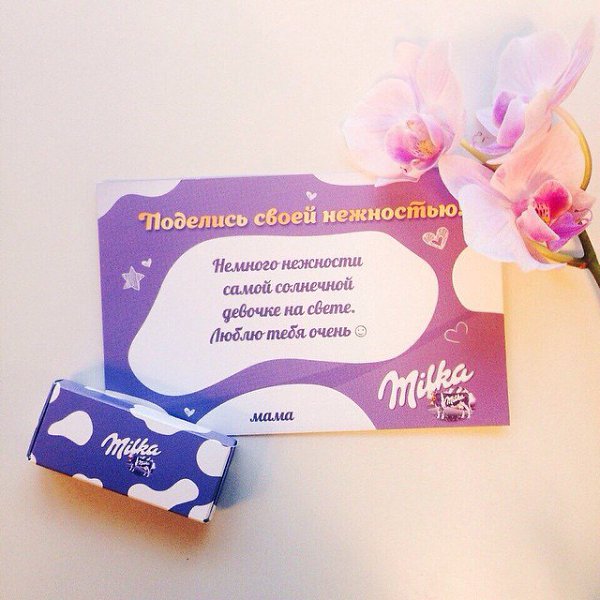 Поделись своей нежностью!
Немного нежности
самой солнечной
девочке на свете.
Люблю тебя очень☺
мама
Milka
Milka